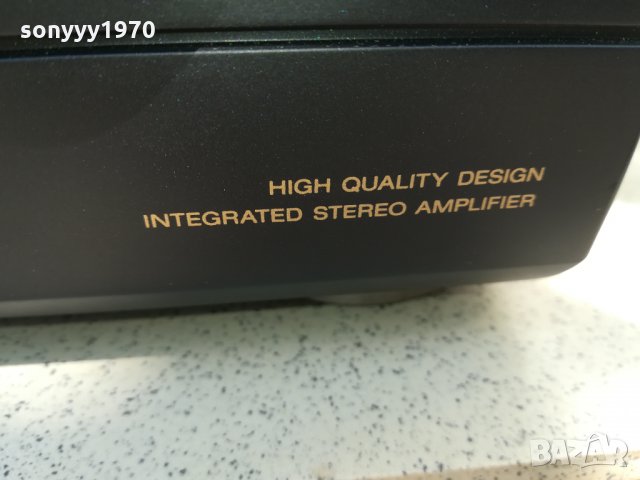 sonyyy1970
HIGH QUALITY DESIGN
INTEGRATED STEREO AMPLIFIER
BAZAR